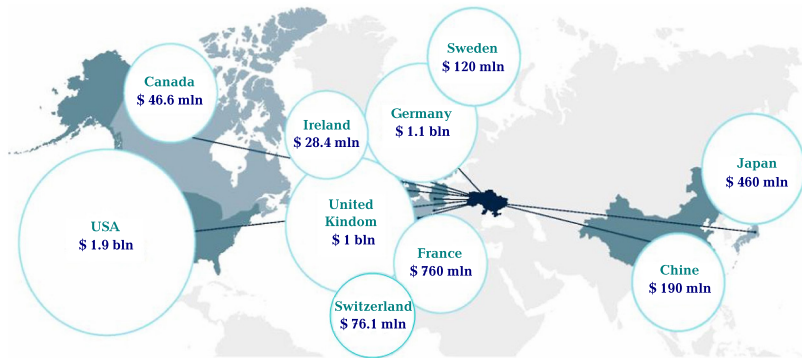 Sweden
$ 120 mln
Canada
$ 46.6 mln
Germany
$ 1.1 bln
Ireland
$ 28.4 mln
Japan
$ 460 mln
USA
$ 1.9 bln
United
Kindom
$ 1 bln
France
$ 760 mln
Chine
$ 190 mln
Switzerland
$ 76.1 mln